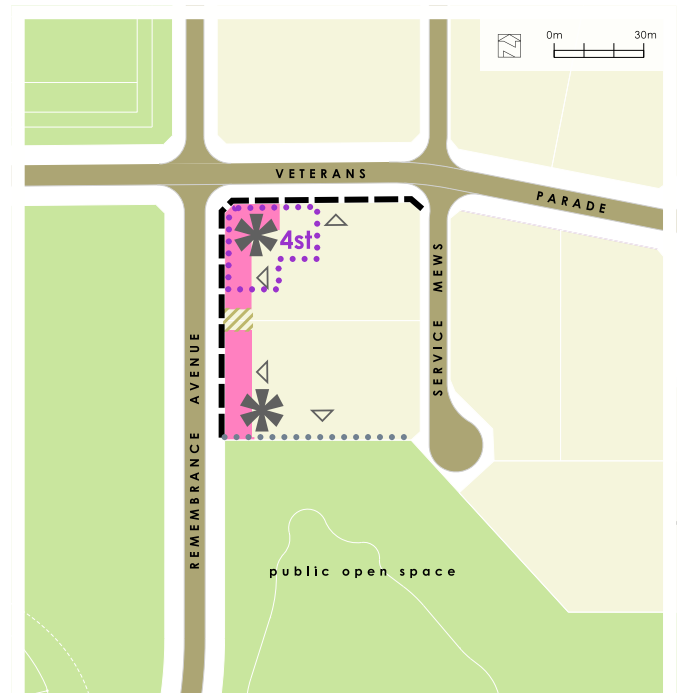 0m 30m
VETERANS
PARADE
4st
SERVICE MEWS
REMEMBRANCE AVENUE
public open space